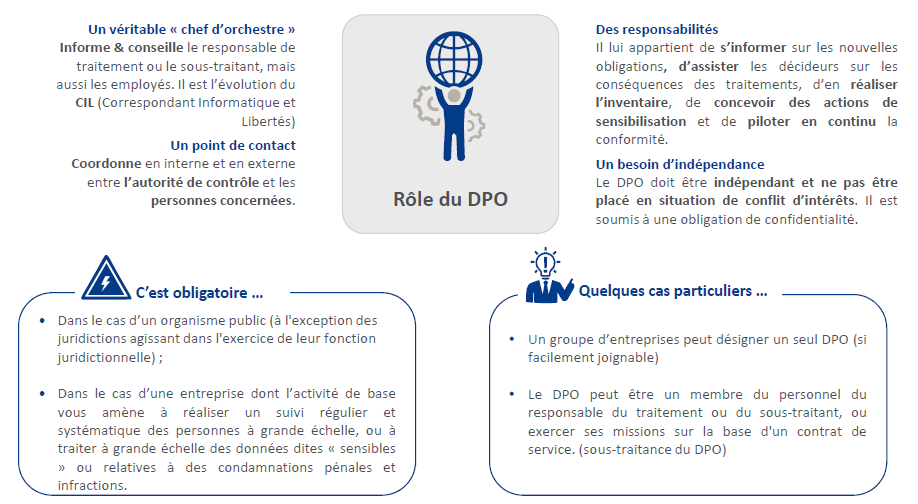 Un véritable « chef d’orchestre »
Informe & conseille le responsable de
traitement ou le sous-traitant, mais
aussi les employés. Il est l’évolution du
CIL (Correspondant Informatique et
Libertés)
Un point de contact
Coordonne en interne et en externe
entre l’autorité de contrôle et les
personnes concernées.
Rôle du DPO
Des responsabilités
Il lui appartient de s’informer sur les nouvelles
obligations, d’assister les décideurs sur les
conséquences des traitements, d’en réaliser
l’inventaire, de concevoir des actions de
sensibilisation et de piloter en continu la
conformité.
Un besoin d’indépendance
Le DPO doit être indépendant et ne pas être
placé en situation de conflit d’intérêts. Il est
soumis à une obligation de confidentialité.
C’est obligatoire …
• Dans le cas d’un organisme public (à l'exception des
juridictions agissant dans l'exercice de leur fonction
juridictionnelle) ;
• Dans le cas d’une entreprise dont l’activité de base
vous amène à réaliser un suivi régulier et
systématique des personnes à grande échelle, ou à
traiter à grande échelle des données dites « sensibles
» ou relatives à des condamnations pénales et
infractions.
Quelques cas particuliers …
• Un groupe d’entreprises peut désigner un seul DPO (si
facilement joignable)
• Le DPO peut être un membre du personnel du
responsable du traitement ou du sous-traitant, ou
exercer ses missions sur la base d'un contrat de
service. (sous-traitance du DPO)